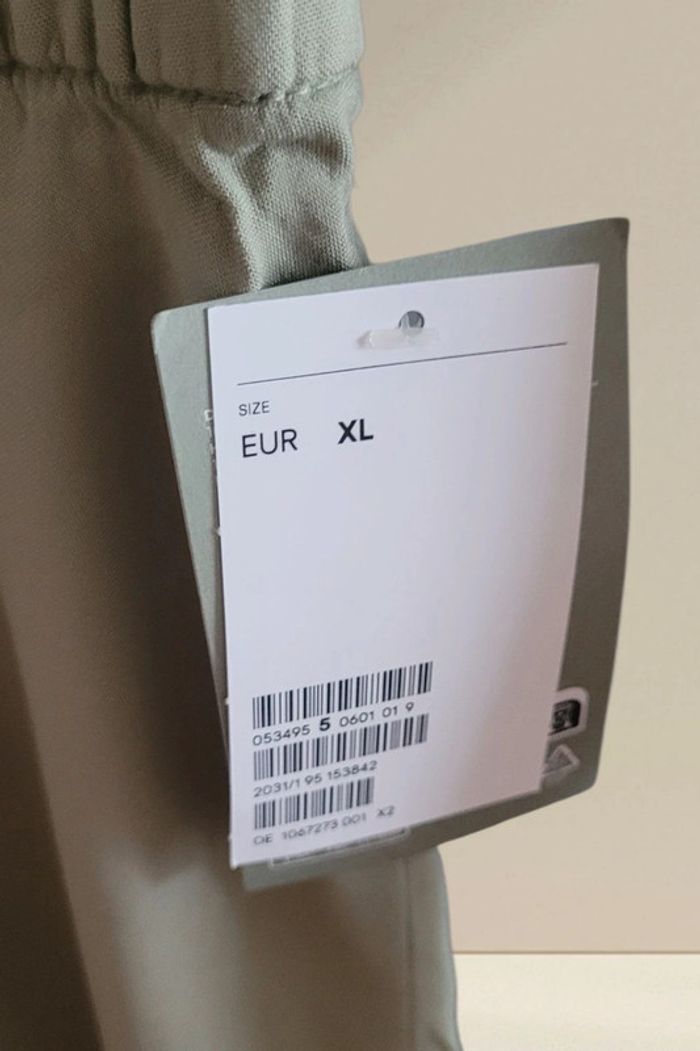 SIZE
EUR XL
053495 5 0601 01 9
2031/1 95 153842
OE 1067273 001 X2